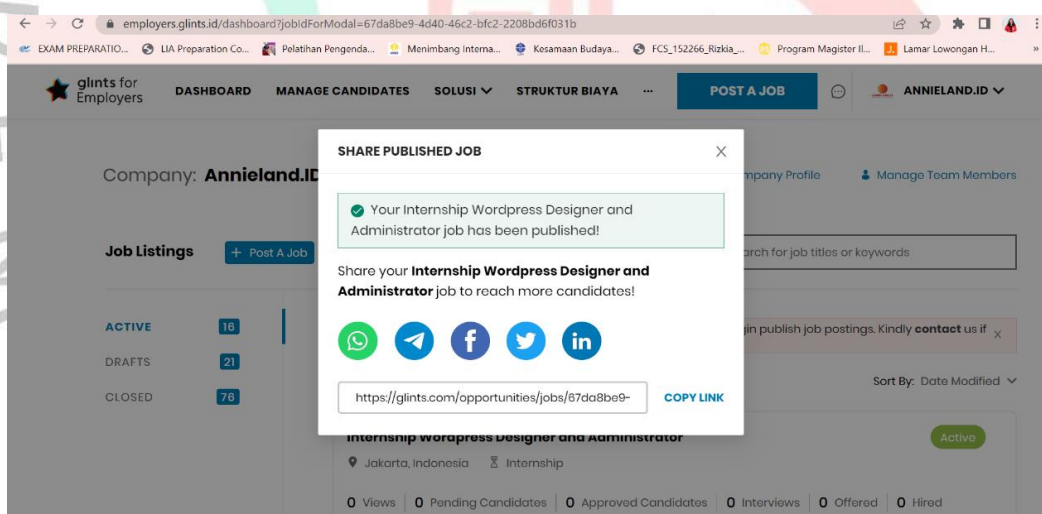 employers.glints.id/dashboard?jobIdForModal=67da8be9-4d40-46c2-bfc2-2208bd6f031b
EXAM PREPARATIO... LIA Preparation Co... Pelatihan Pengenda... Menimbang Interna... Kesamaan Budaya... FCS_152266_Rizkia_... Program Magister Il... Lamar Lowongan H... »
glints for
Employers
DASHBOARD MANAGE CANDIDATES SOLUSI STRUKTUR BIAYA ... POST A JOB ANNIELAND.ID
SHARE PUBLISHED JOB
Company: Annieland.ID
mpany Profile Manage Team Members
Your Internship Wordpress Designer and
Administrator job has been published!
Job Listings + Post A Job
arch for job titles or keywords
Share your Internship Wordpress Designer and
Administrator job to reach more candidates!
ACTIVE 16
gin publish job postings. Kindly contact us if
DRAFTS 21
Sort By: Date Modified
CLOSED 76
https://glints.com/opportunities/jobs/67da8be9- COPY LINK
Internship Wordpress Designer and Administrator Active
Jakarta, Indonesia Internship
0 Views 0 Pending Candidates 0 Approved Candidates 0 Interviews 0 Offered 0 Hired